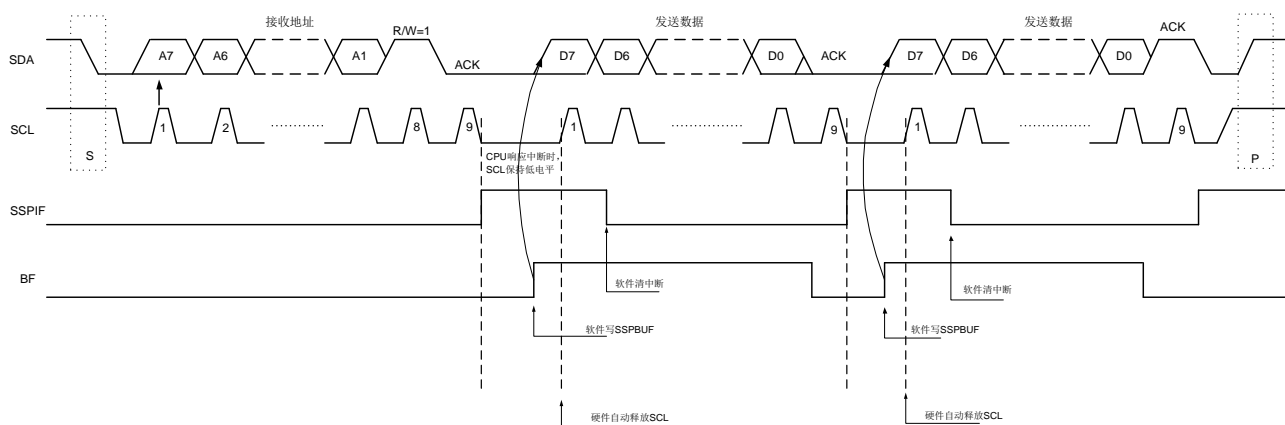 接收地址
发送数据
发送数据
R/W=1
ACK
SDA
A7
A6
A1
ACK
D7
D6
D0
ACK
D7
D6
D0
SCL
1
2
8
9
1
9
1
9
S
P
CPU响应中断时,
SCL保持低电平
SSPIF
BF
软件清中断
软件清中断
软件写SSPBUF
软件写SSPBUF
硬件自动释放SCL
硬件自动释放SCL